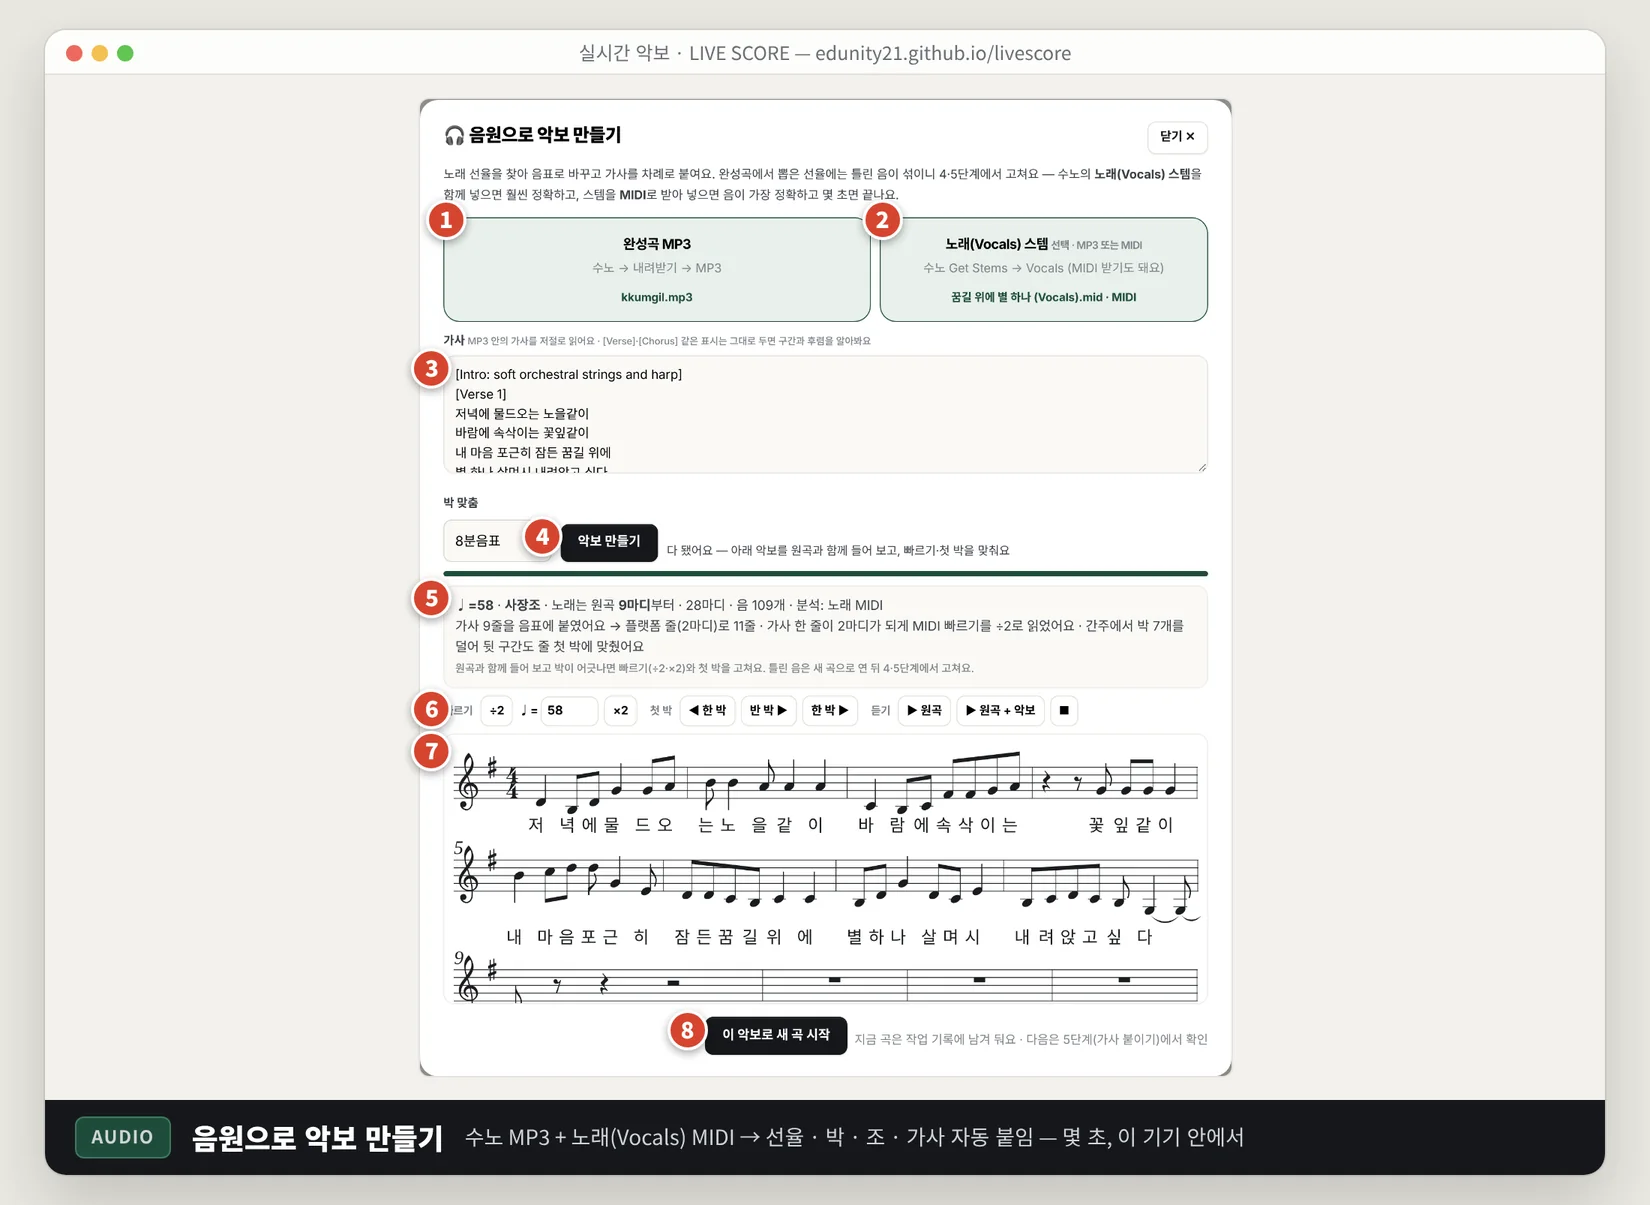 실시간 악보 · LIVE SCORE — edunity21.github.io/livescore
🎧 음원으로 악보 만들기
닫기 ✕
노래 선율을 찾아 음표로 바꾸고 가사를 차례로 붙여요. 완성곡에서 뽑은 선율에는 틀린 음이 섞이니 4·5단계에서 고쳐요 — 수노의 노래(Vocals) 스템을
함께 넣으면 훨씬 정확하고, 스템을 MIDI로 받아 넣으면 음이 가장 정확하고 몇 초면 끝나요.
1
완성곡 MP3
수노 → 내려받기 → MP3
kkumgil.mp3
2
노래(Vocals) 스템 선택 · MP3 또는 MIDI
수노 Get Stems → Vocals (MIDI 받기도 돼요)
꿈길 위에 별 하나 (Vocals).mid · MIDI
가사 MP3 안의 가사를 저절로 읽어요 · [Verse]·[Chorus] 같은 표시는 그대로 두면 구간과 후렴을 알아봐요
3
[Intro: soft orchestral strings and harp]
[Verse 1]
저녁에 물드오는 노을같이
바람에 속삭이는 꽃잎같이
내 마음 포근히 잠든 꿈길 위에
별 하나 살며시 내려앉고 싶다
박 맞춤
8분음표
4
악보 만들기
다 됐어요 — 아래 악보를 원곡과 함께 들어 보고, 빠르기·첫 박을 맞춰요
5
♩=58 · 사장조 · 노래는 원곡 9마디부터 · 28마디 · 음 109개 · 분석: 노래 MIDI
가사 9줄을 음표에 붙였어요 → 플랫폼 줄(2마디)로 11줄 · 가사 한 줄이 2마디가 되게 MIDI 빠르기를 ÷2로 읽었어요 · 간주에서 박 7개를
덜어 뒷 구간도 줄 첫 박에 맞췄어요
원곡과 함께 들어 보고 박이 어긋나면 빠르기(÷2·×2)와 첫 박을 고쳐요. 틀린 음은 새 곡으로 연 뒤 4·5단계에서 고쳐요.
6
빠르기 ÷2 ♩= 58 ×2 첫 박 ◀ 한 박 반 박 ▶ 한 박 ▶ 듣기 ▶ 원곡 ▶ 원곡 + 악보 ■
7
4
4
저 녁 에 물 드 오 는 노 을 같 이 바 람 에 속 삭 이 는 꽃 잎 같 이
5
내 마 음 포 근 히 잠 든 꿈 길 위 에 별 하 나 살 며 시 내 려 앉 고 싶 다
9
8
이 악보로 새 곡 시작
지금 곡은 작업 기록에 남겨 둬요 · 다음은 5단계(가사 붙이기)에서 확인
AUDIO
음원으로 악보 만들기
수노 MP3 + 노래(Vocals) MIDI → 선율 · 박 · 조 · 가사 자동 붙임 — 몇 초, 이 기기 안에서